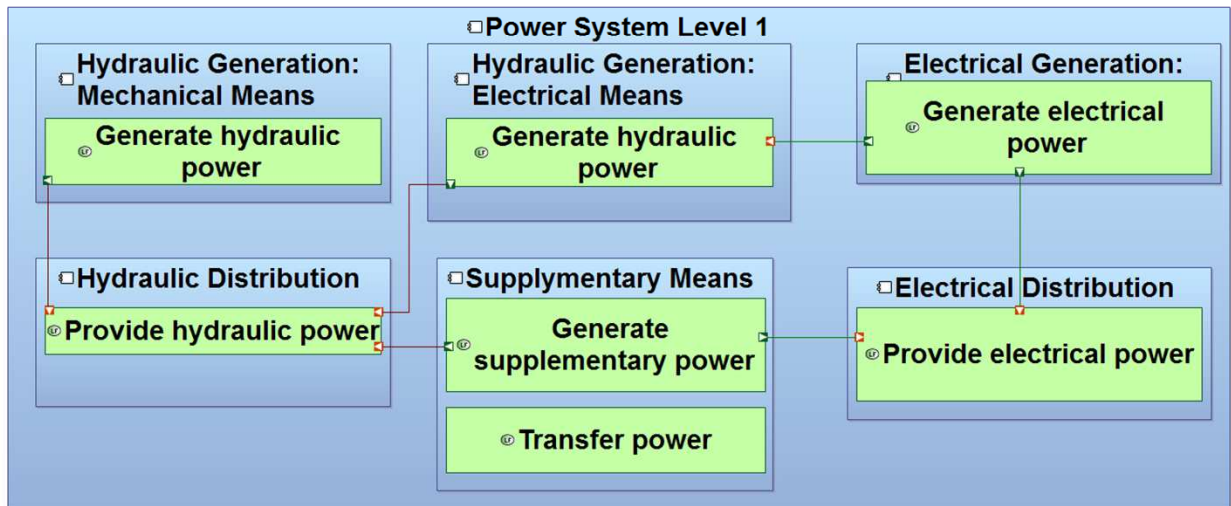 Power System Level 1
Hydraulic Generation:
Mechanical Means
Generate hydraulic
power
Hydraulic Generation:
Electrical Means
Generate hydraulic
power
Electrical Generation:
Generate electrical
power
Hydraulic Distribution
Provide hydraulic power
Supplymentary Means
Generate
supplementary power
Transfer power
Electrical Distribution
Provide electrical power